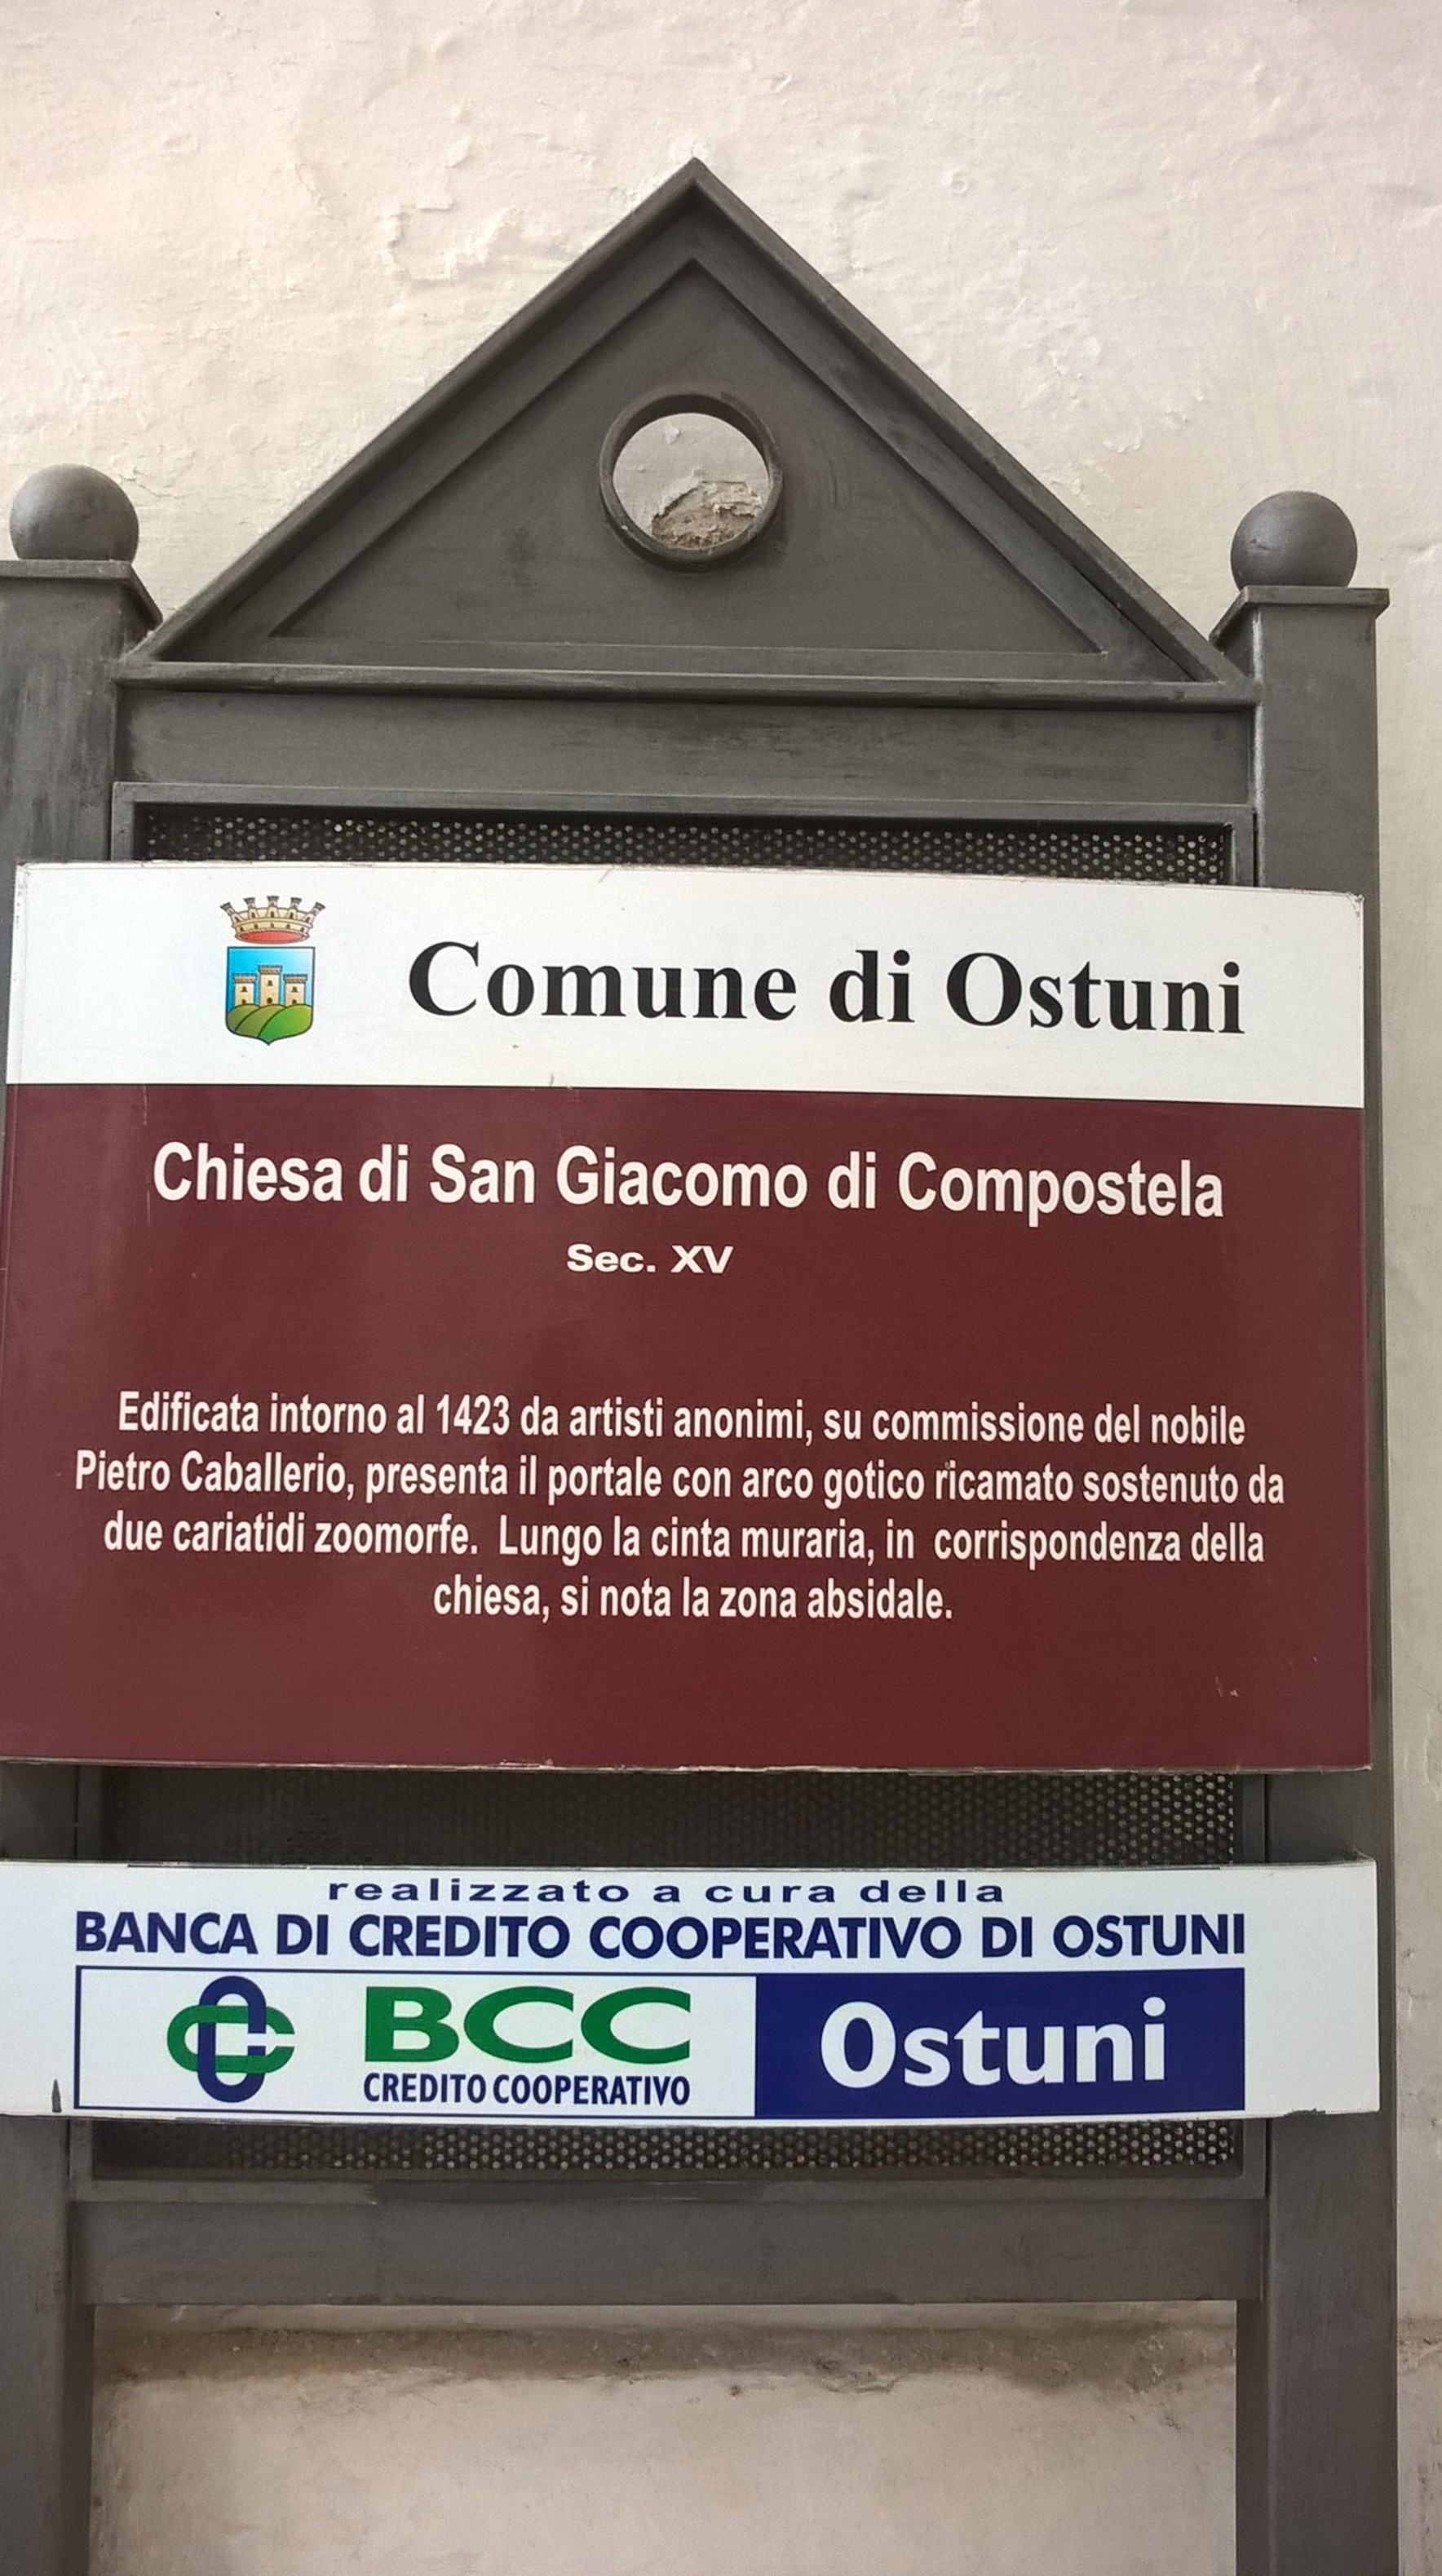 Comune di Ostuni
Chiesa di San Giacomo di Compostela
Sec. XV
Edificata intorno al 1423 da artisti anonimi, su commissione del nobile
Pietro Caballerio, presenta il portale con arco gotico ricamato sostenuto da
due cariatidi zoomorfe. Lungo la cinta muraria, in corrispondenza della
chiesa, si nota la zona absidale.
realizzato a cura della
BANCA DI CREDITO COOPERATIVO DI OSTUNI
BCC Ostuni
CREDITO COOPERATIVO